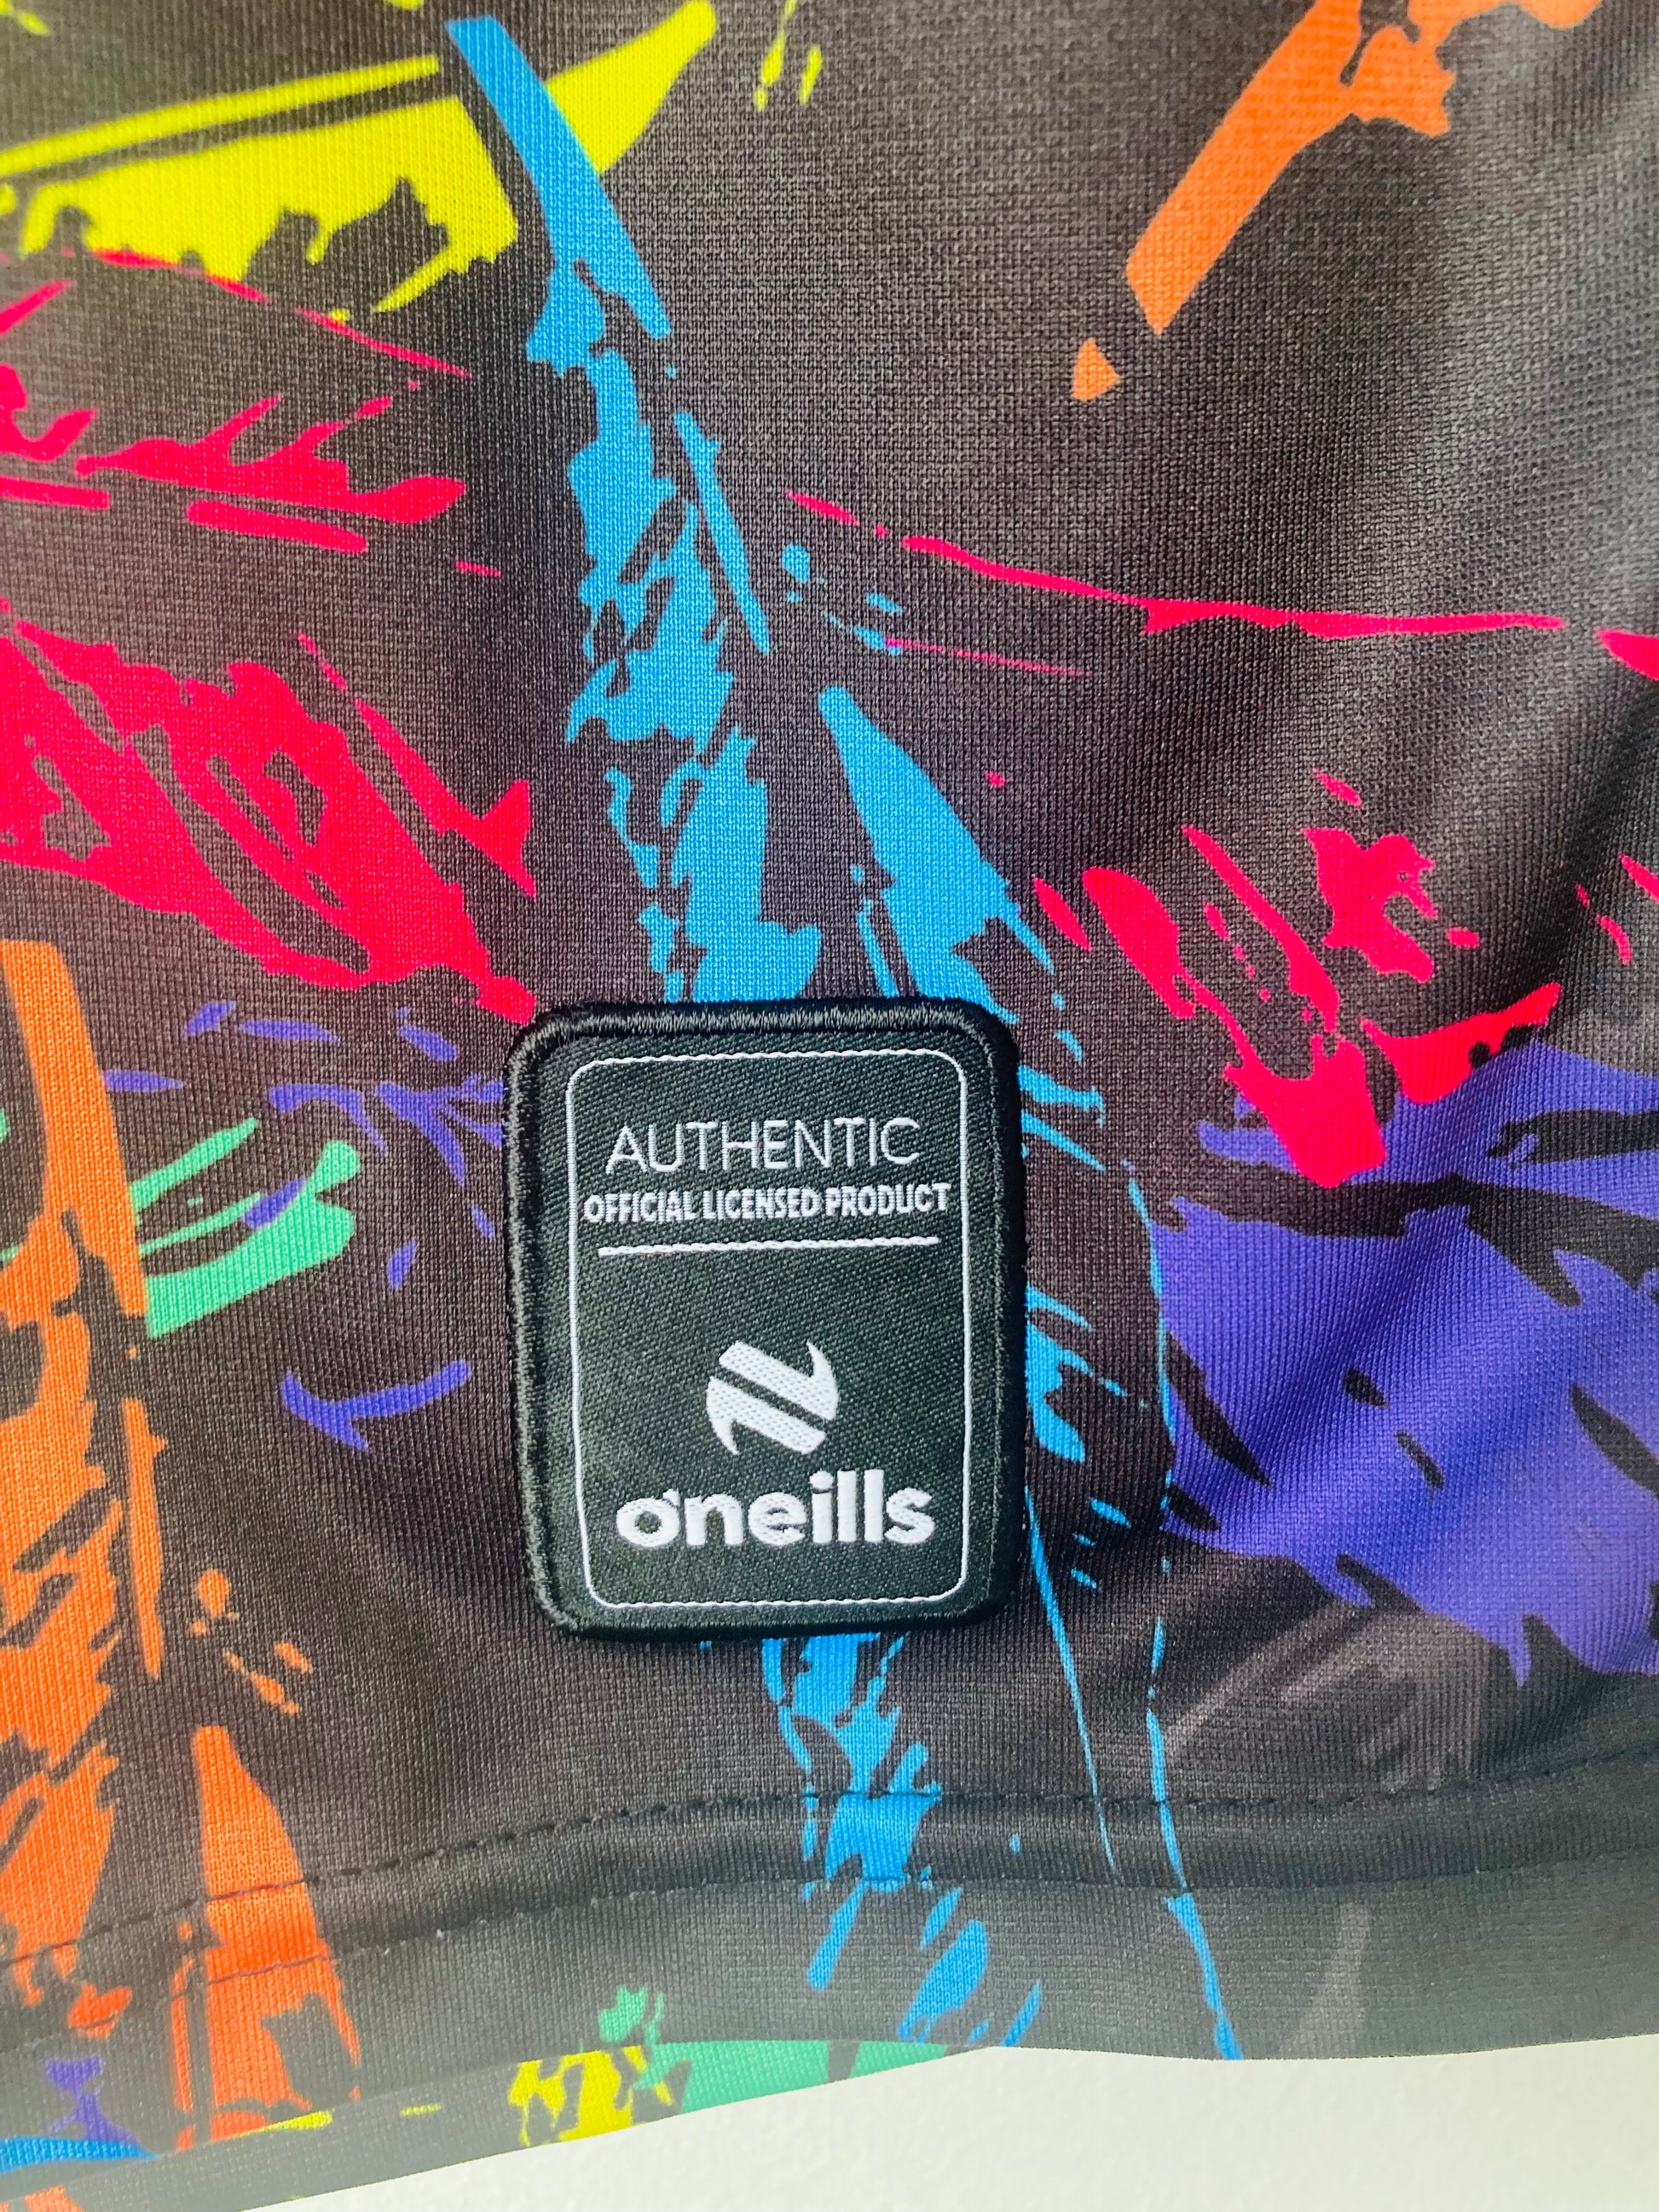 AUTHENTIC
OFFICIAL LICENSED PRODUCT
o'neills